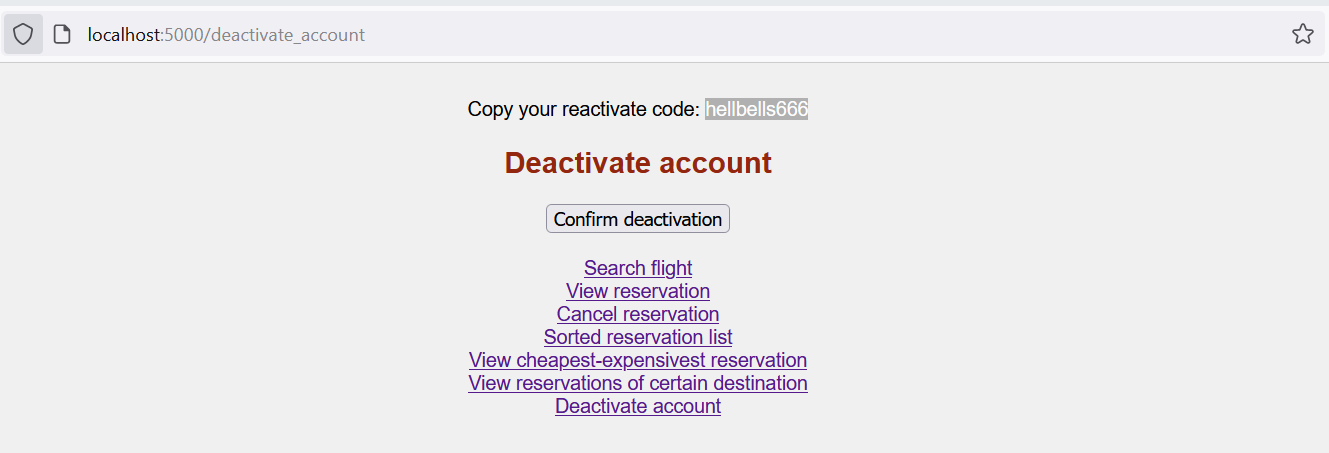 localhost:5000/deactivate_account
Copy your reactivate code: hellbells666
Deactivate account
Confirm deactivation
Search flight
View reservation
Cancel reservation
Sorted reservation list
View cheapest-expensivest reservation
View reservations of certain destination
Deactivate account